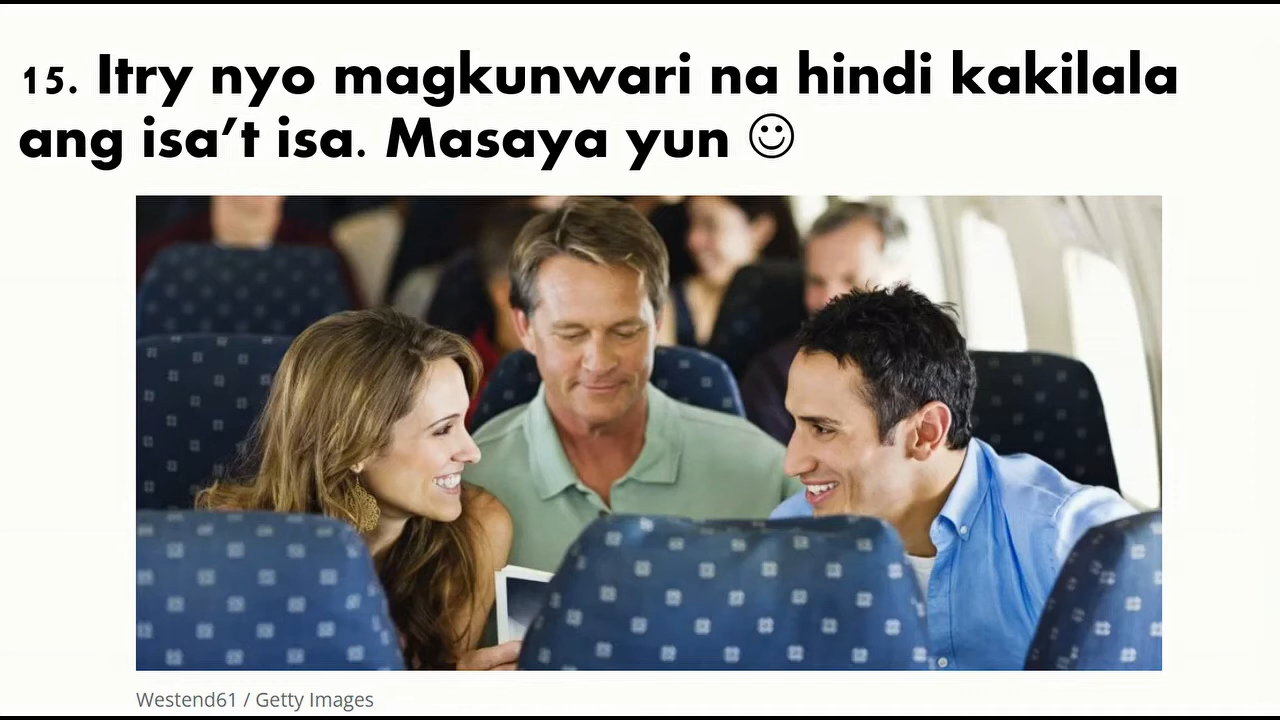 15. Itry nyo magkunwari na hindi kakilala
ang isa’t isa. Masaya yun ☺
Westend61 / Getty Images